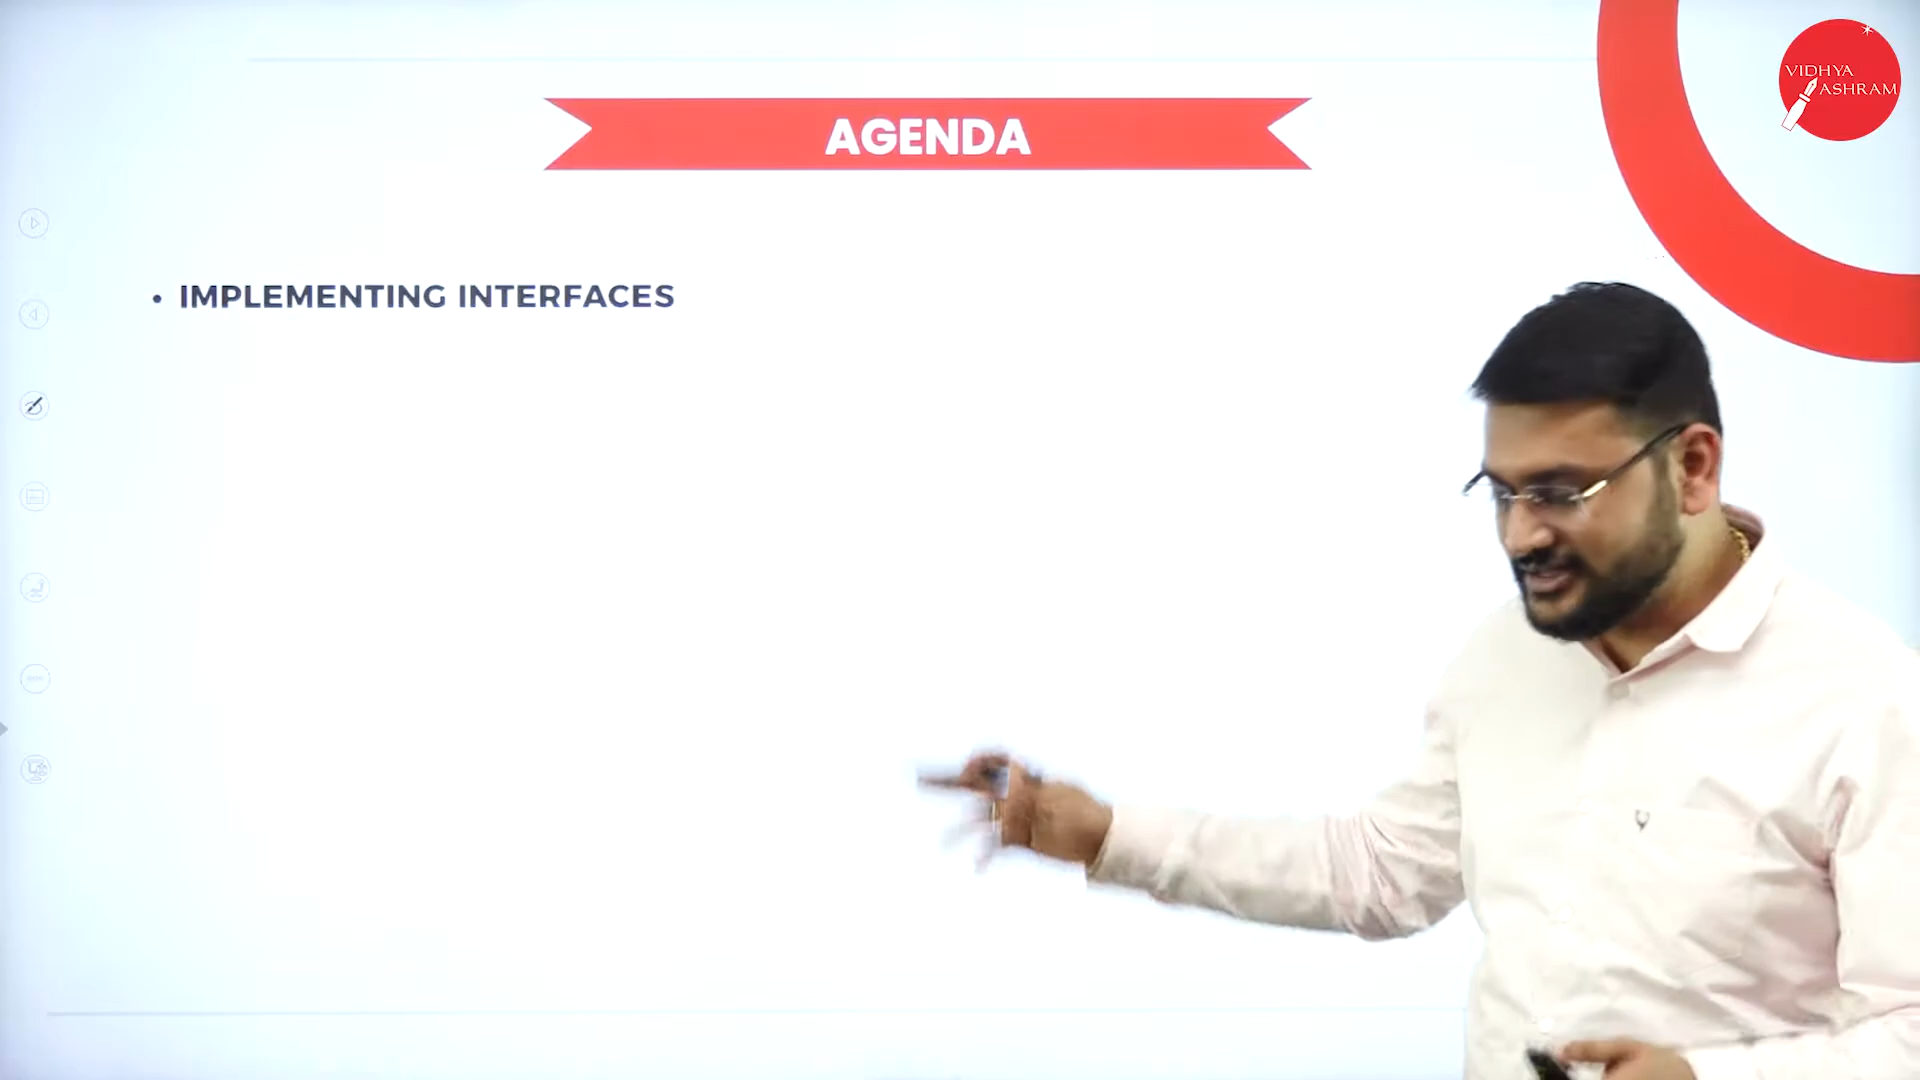 VIDHYA
ASHRAM
AGENDA
• IMPLEMENTING INTERFACES